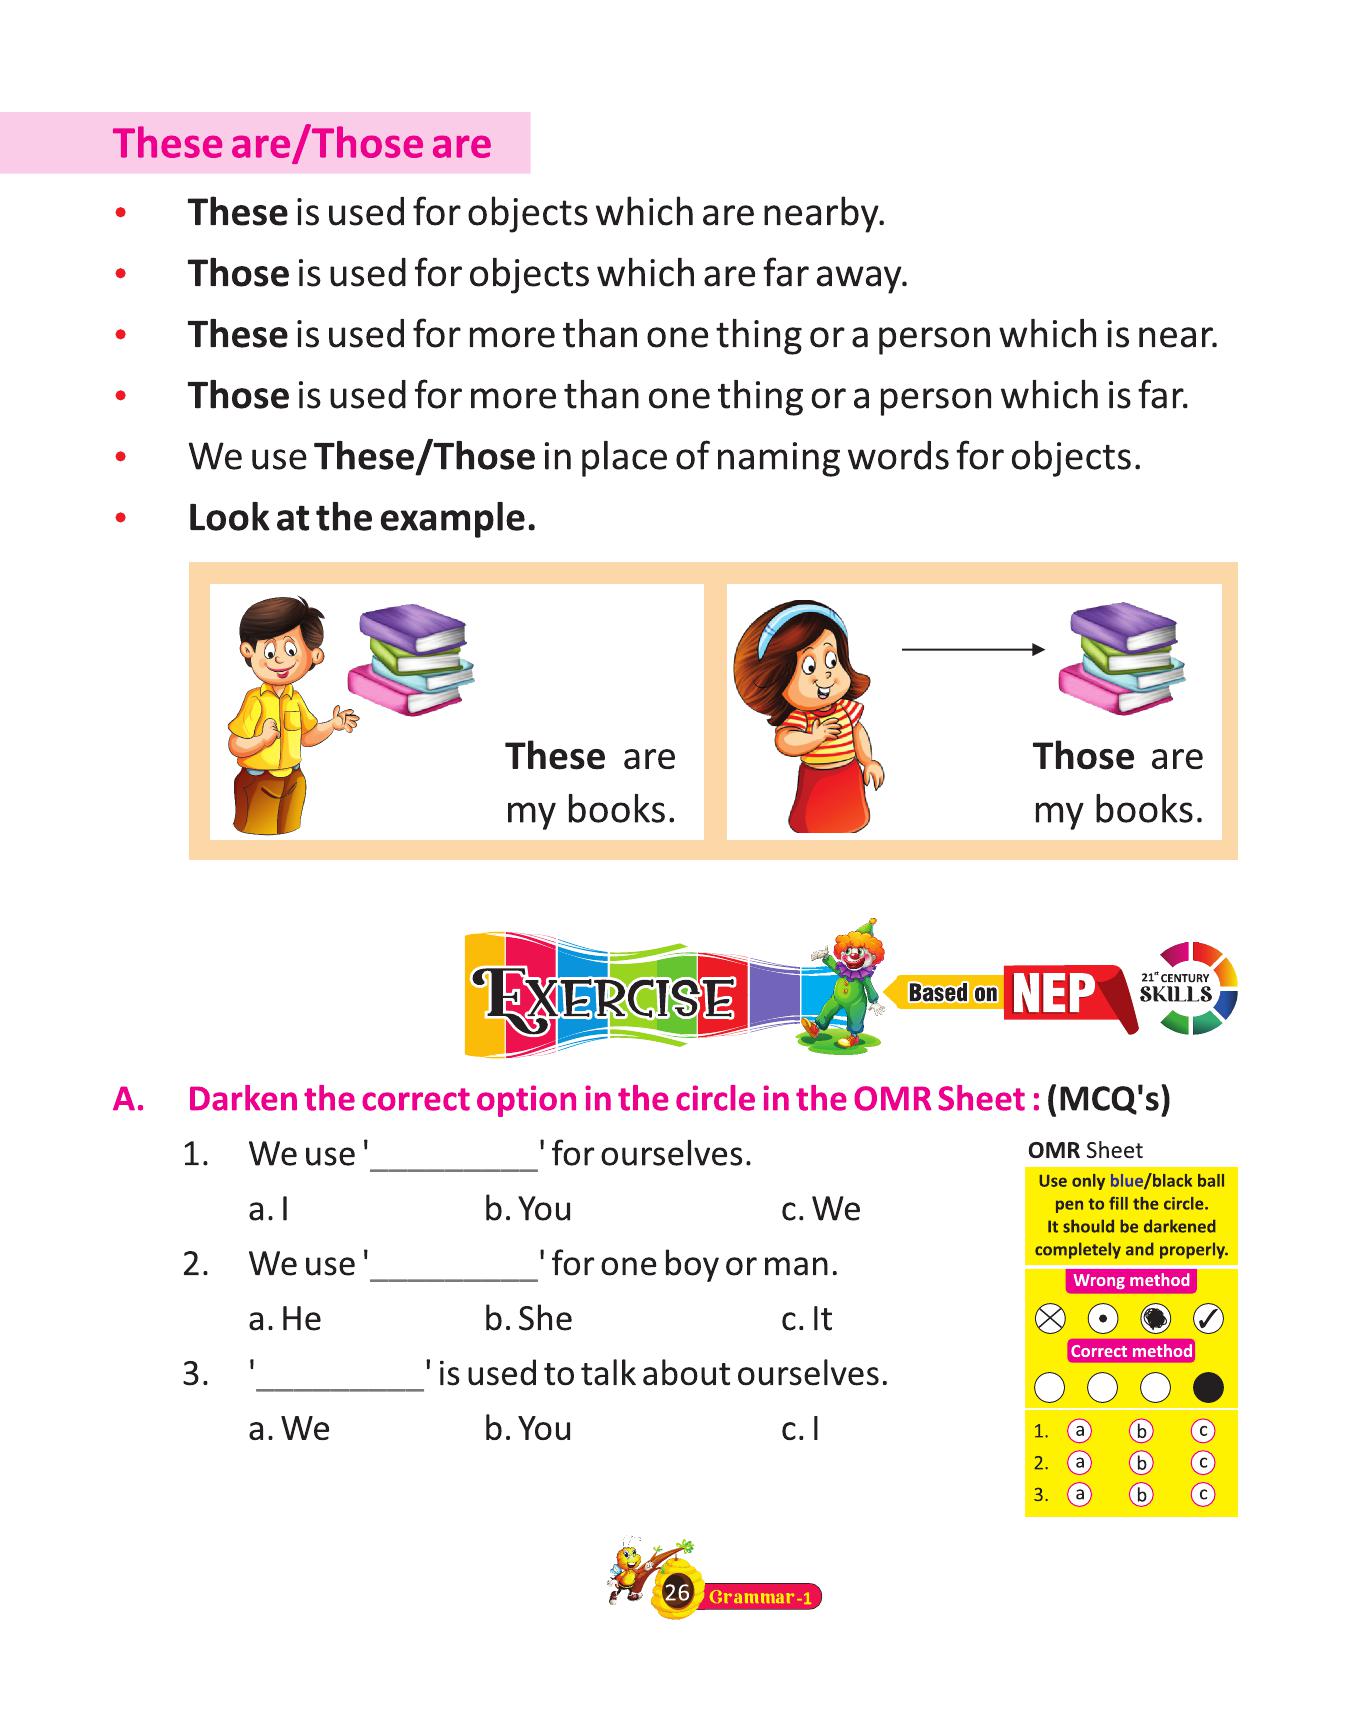 These are/Those are
• These is used for objects which are nearby.
• Those is used for objects which are far away.
• These is used for more than one thing or a person which is near.
• Those is used for more than one thing or a person which is far.
• We use These/Those in place of naming words for objects.
• Look at the example.
These are
my books.
Those are
my books.
EXERCISE
Based on NEP
21st CENTURY
SKILLS
A. Darken the correct option in the circle in the OMR Sheet : (MCQ's)
1. We use '_________' for ourselves.
a. I b. You c. We
2. We use '_________' for one boy or man.
a. He b. She c. It
3. '_________' is used to talk about ourselves.
a. We b. You c. I
OMR Sheet
Use only blue/black ball
pen to fill the circle.
It should be darkened
completely and properly.
Wrong method
Correct method
1. a b c
2. a b c
3. a b c
26 Grammar-1